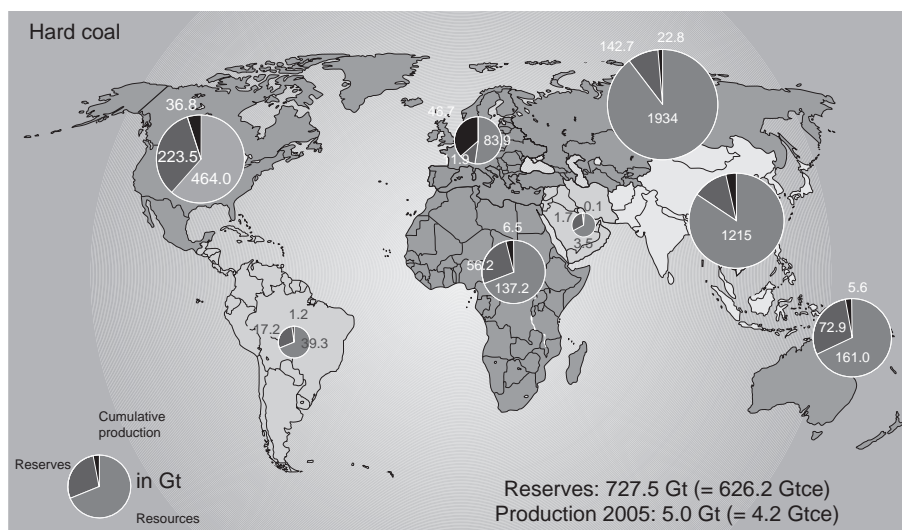 Hard coal
142.7
22.8
1934
36.8
223.5
464.0
46.7
83.9
0.1
1.7
3.5
1215
6.5
56.2
137.2
5.6
72.9
161.0
1.2
17.2
39.3
Cumulative
production
Reserves
in Gt
Resources
Reserves: 727.5 Gt (= 626.2 Gtce)
Production 2005: 5.0 Gt (= 4.2 Gtce)